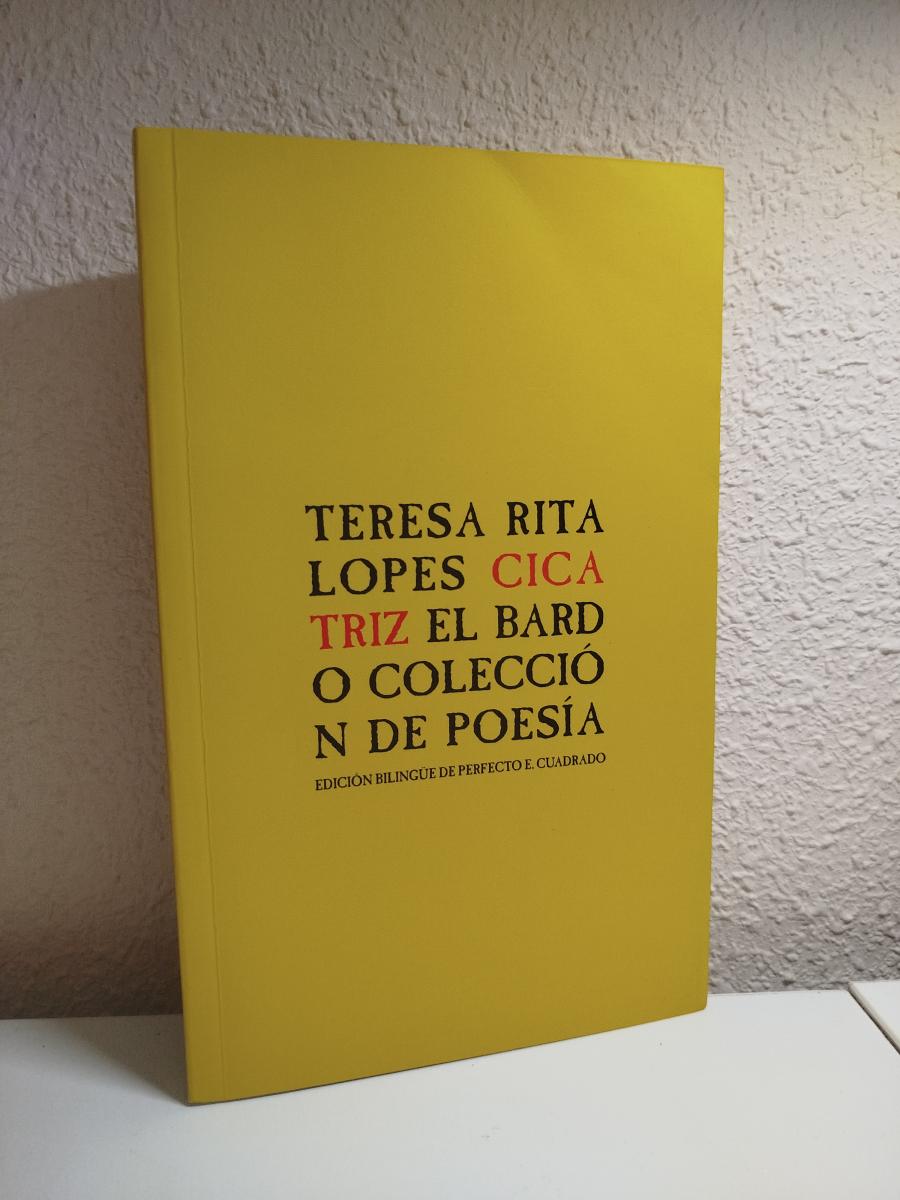 TERESA RITA
LOPES CICA
TRIZ EL BARD
O COLECCIÓ
N DE POESÍA
EDICIÓN BILINGÜE DE PERFECTO E. CUADRADO